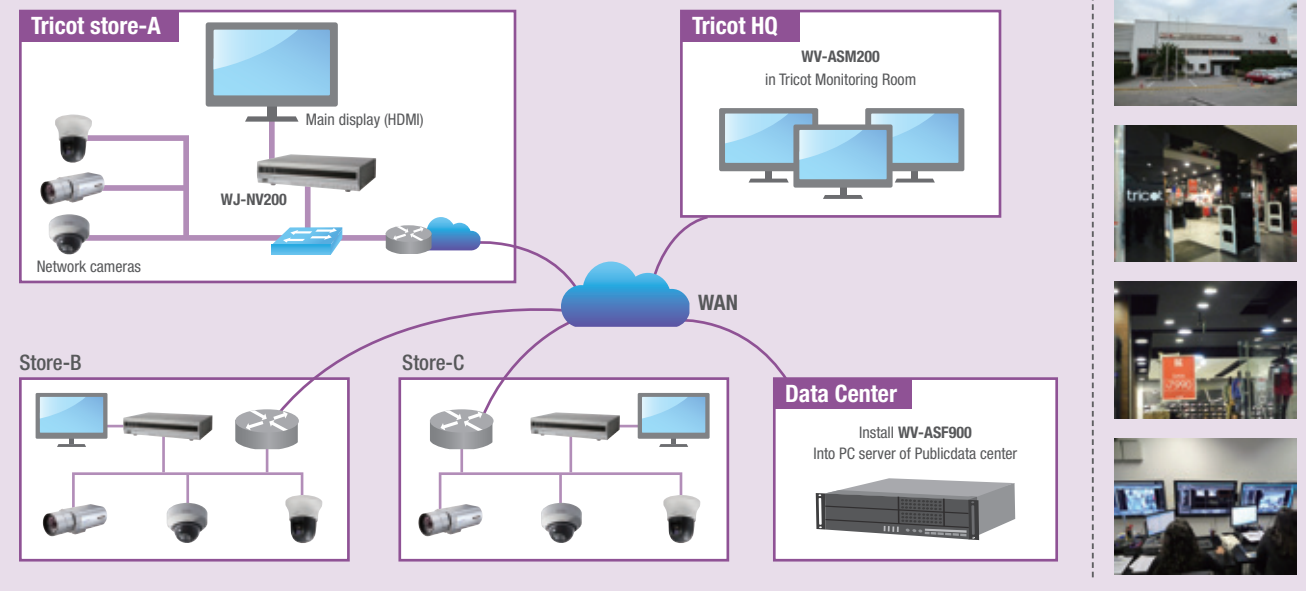 Tricot store-A
Main display (HDMI)
WJ-NV200
Network cameras
Tricot HQ
WV-ASM200
in Tricot Monitoring Room
WAN
Store-B
Store-C
Data Center
Install WV-ASF900
Into PC server of Publicdata center
tricot
7990